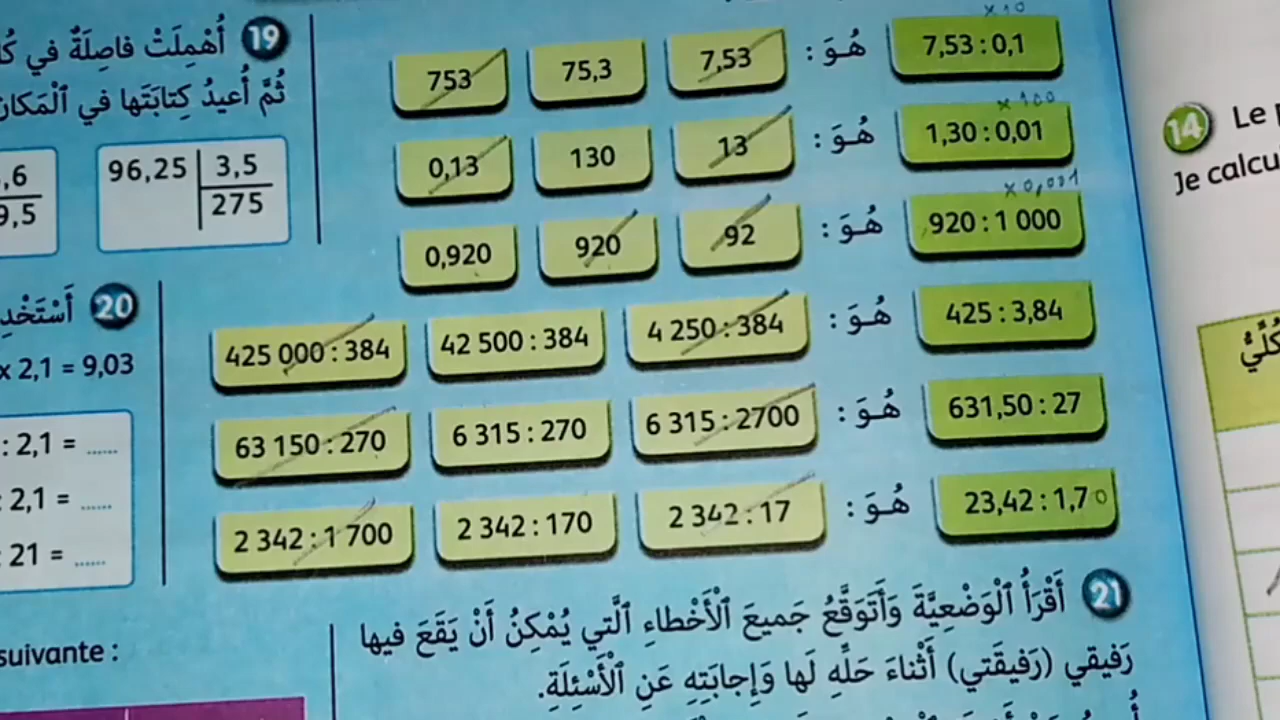 × 10
7,53 : 0,1 هُوَ : 7,53 75,3 753
× 100
1,30 : 0,01 هُوَ : 13 130 0,13
× 0,001
920 : 1 000 هُوَ : 92 920 0,920
425 : 3,84 هُوَ : 4 250 : 384 42 500 : 384 425 000 : 384
631,50 : 27 هُوَ : 6 315 : 2700 6 315 : 270 63 150 : 270
23,42 : 1,70 هُوَ : 2 342 : 17 2 342 : 170 2 342 : 1 700
21 أَقْرَأُ ٱلْوَضْعِيَّةَ وَأَتَوَقَّعُ جَميعَ ٱلْأَخْطاءِ ٱلَّتي يُمْكِنُ أَنْ يَقَعَ فيها
رَفيقي (رَفيقَتي) أَثْناءَ حَلِّهِ لَها وَإِجابَتِهِ عَنِ ٱلْأَسْئِلَةِ.
19 أُهْمِلَتْ فاصِلَةٌ في
ثُمَّ أُعيدُ كِتابَتَها في
96,25 3,5
275
,6
9,5
20
x 2,1 = 9,03
: 2,1 = ......
: 2,1 = ......
: 21 = ......
suivante :
14 Le
Je calcu
كُلِّيٌّ